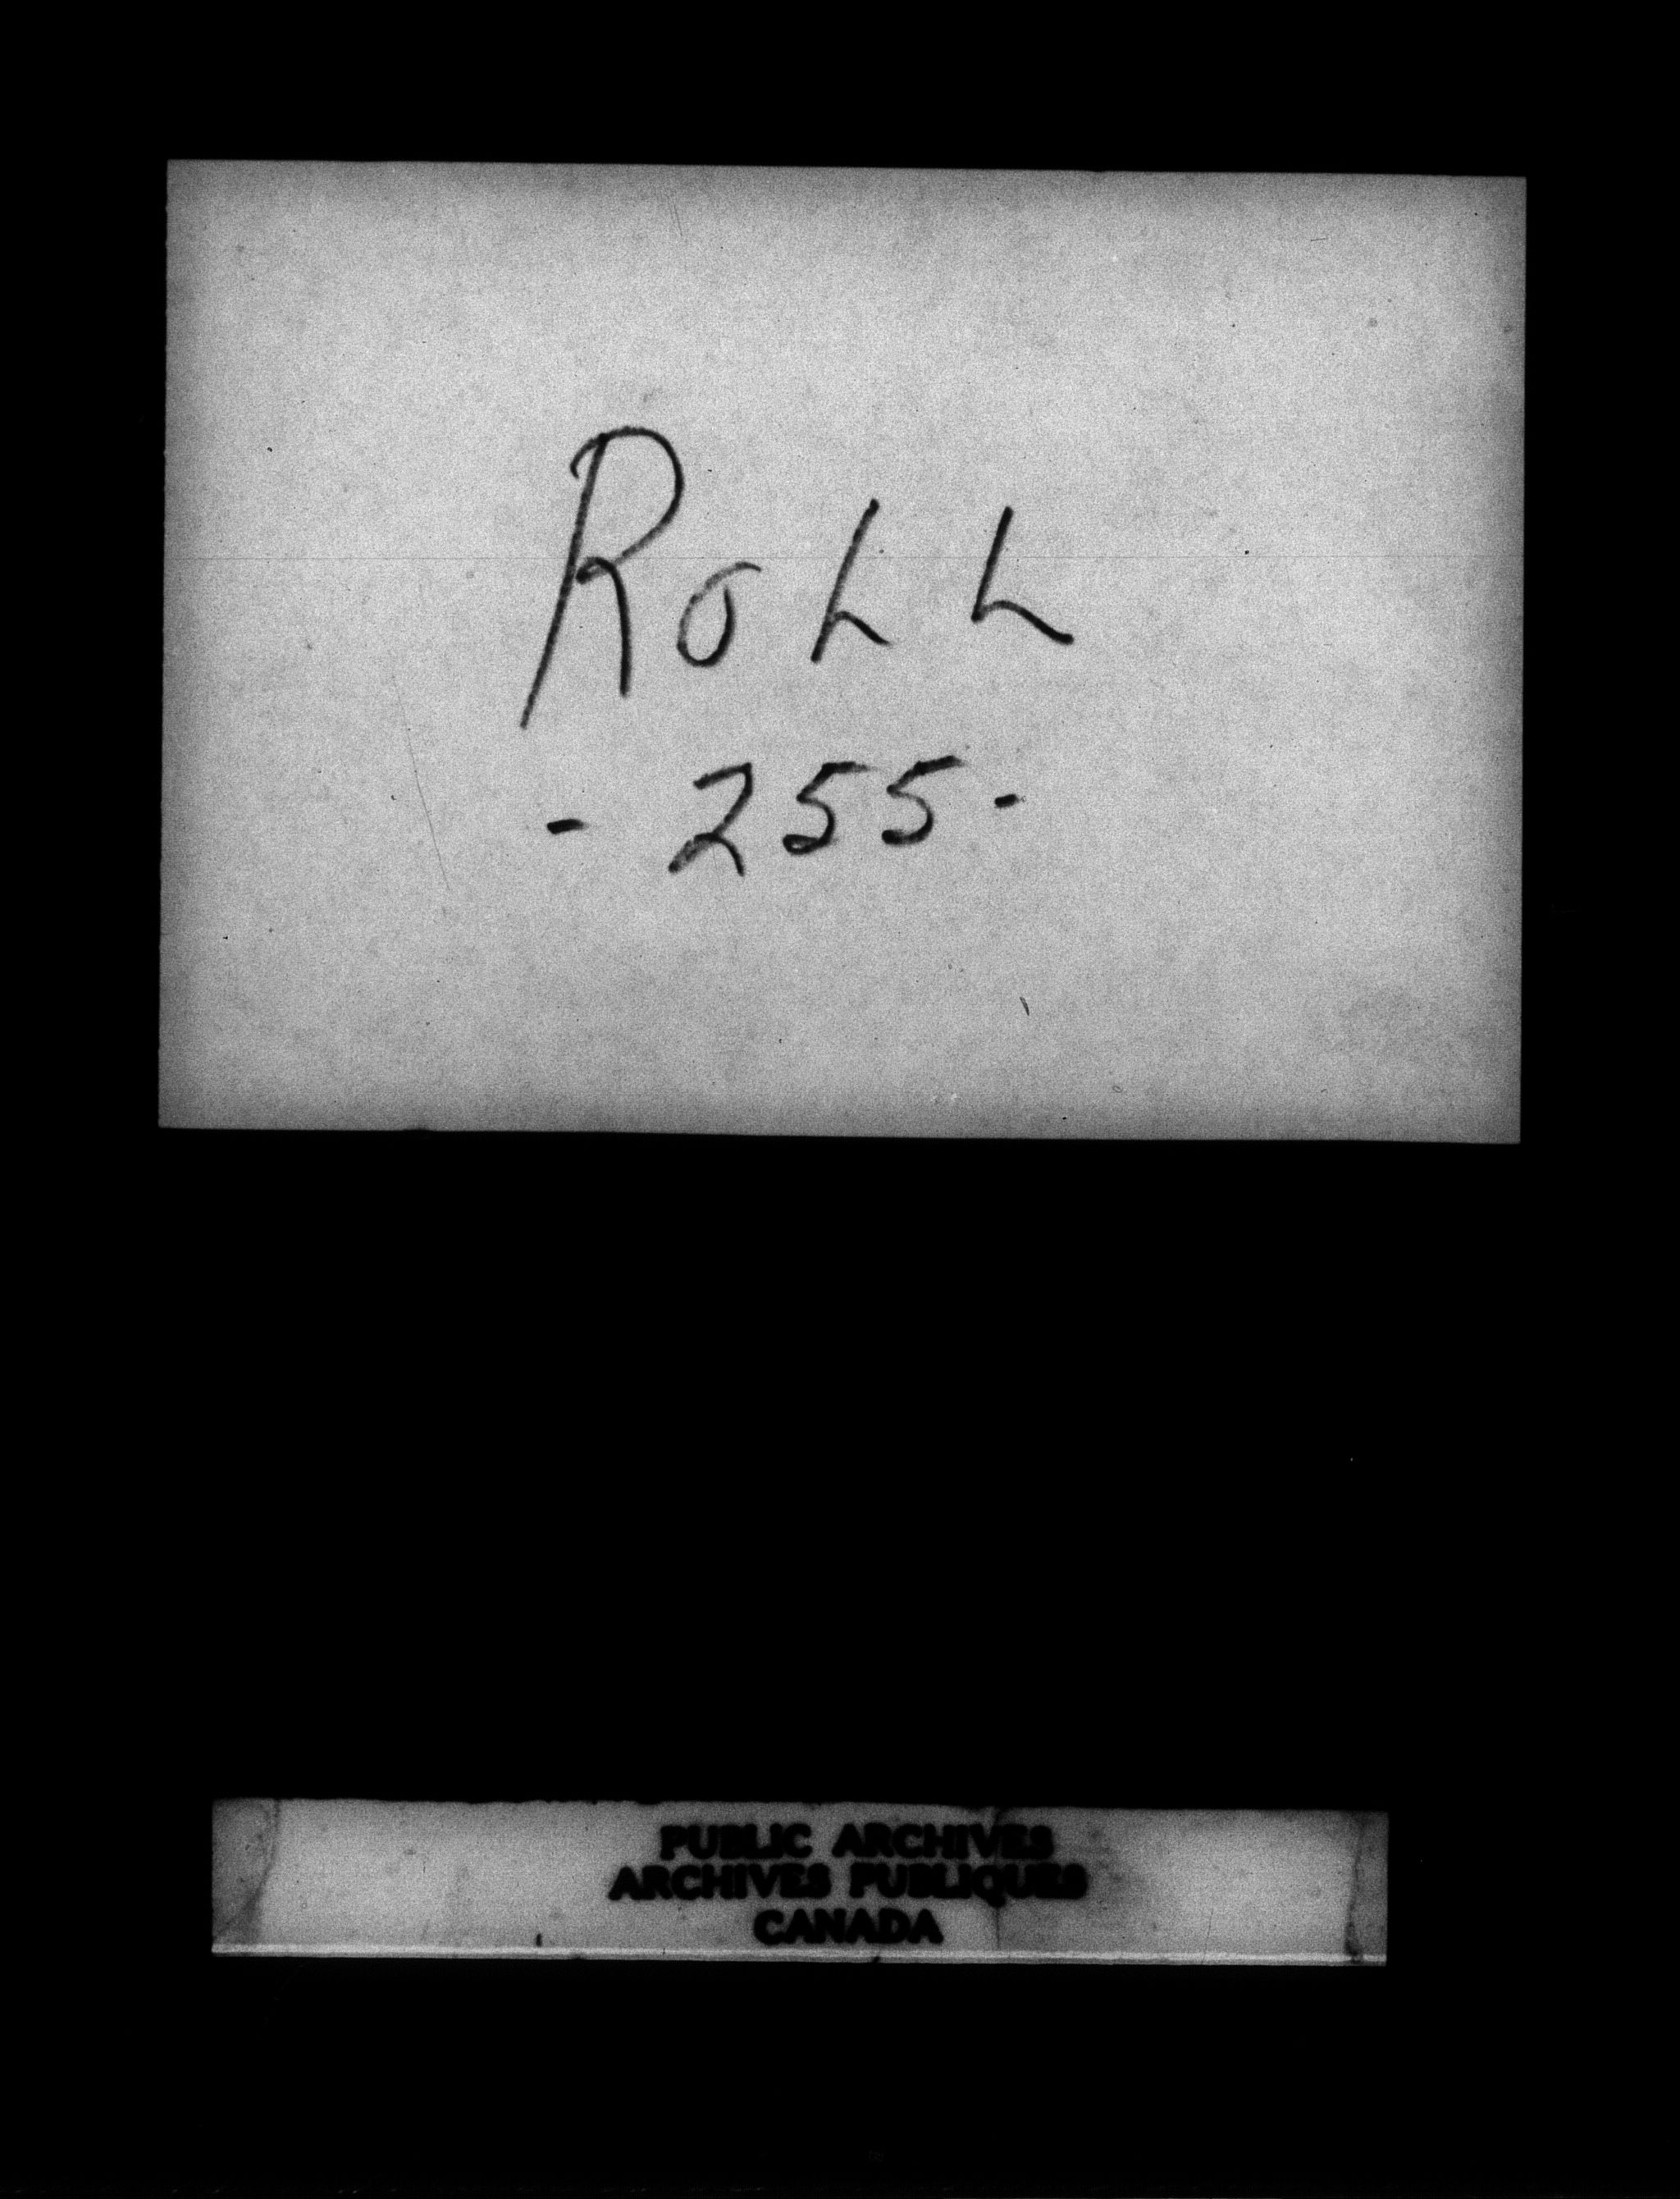 RoLL
- 255-
PUBLIC ARCHIVES
ARCHIVES PUBLIQUES
CANADA